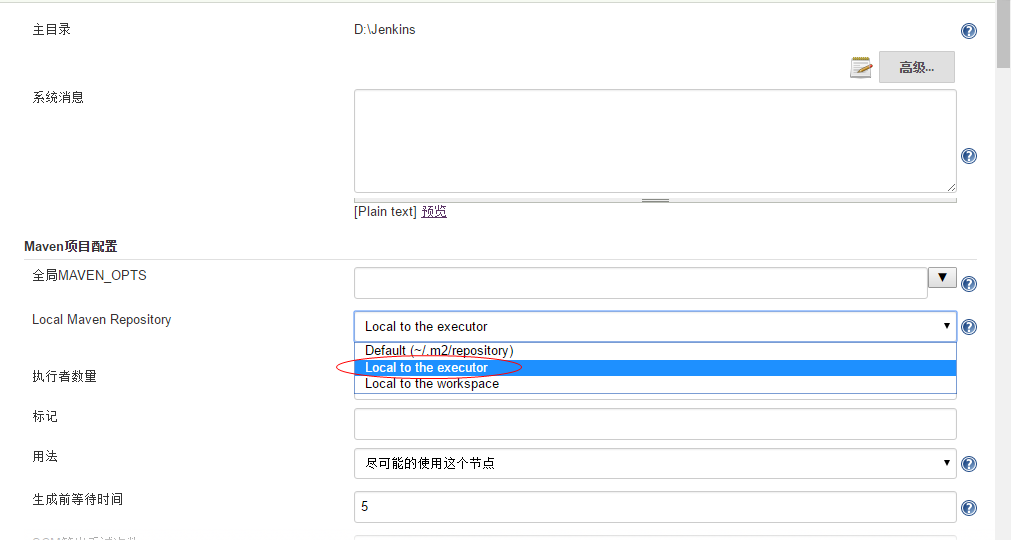 主目录 D:\Jenkins
高级...
系统消息
[Plain text] 预览
Maven项目配置
全局MAVEN_OPTS
Local Maven Repository Local to the executor
Default (~/.m2/repository)
Local to the executor
执行者数量
Local to the workspace
标记
用法 尽可能的使用这个节点
生成前等待时间 5